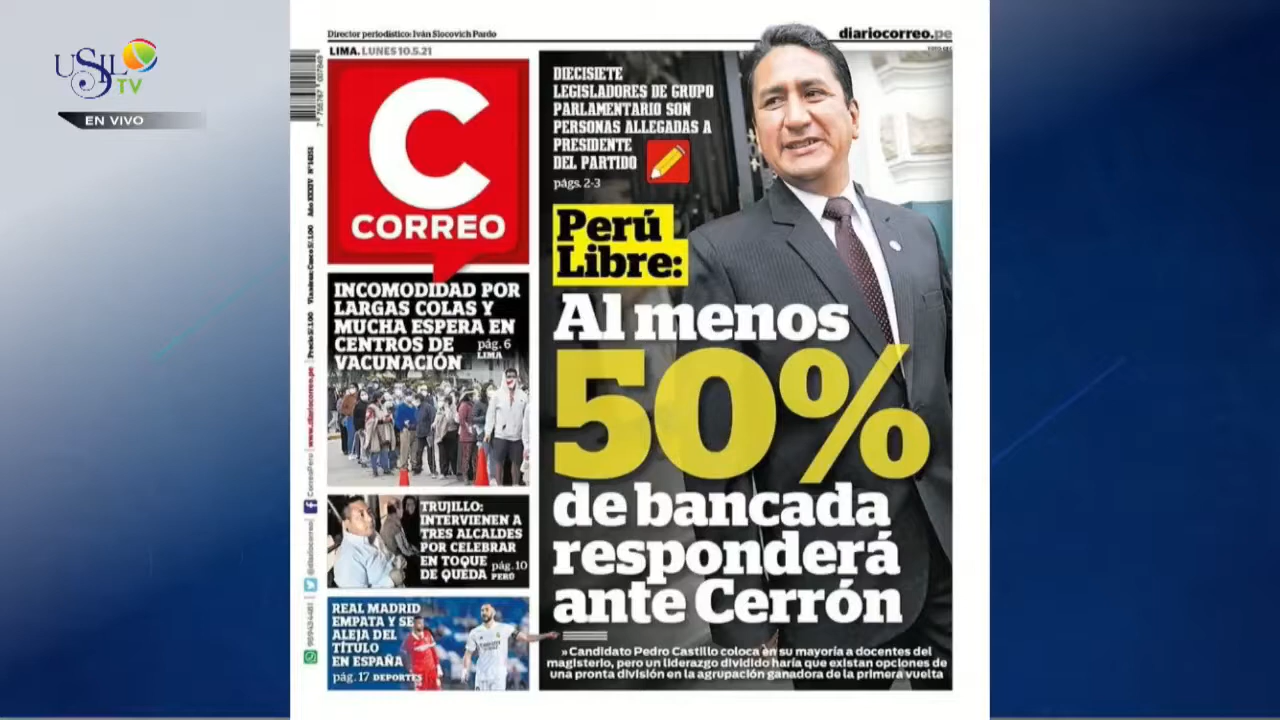 USIL
TV
EN VIVO
Director periodístico: Iván Slocovich Pardo
diariocorreo.pe
LIMA. LUNES 10.5.21
C
CORREO
INCOMODIDAD POR
LARGAS COLAS Y
MUCHA ESPERA EN
CENTROS DE
VACUNACIÓN
pág. 6
LIMA
TRUJILLO:
INTERVIENEN A
TRES ALCALDES
POR CELEBRAR
EN TOQUE
DE QUEDA
pág. 10
PERÚ
REAL MADRID
EMPATA Y SE
ALEJA DEL
TÍTULO
EN ESPAÑA
pág. 17 DEPORTES
DIECISIETE
LEGISLADORES DE GRUPO
PARLAMENTARIO SON
PERSONAS ALLEGADAS A
PRESIDENTE
DEL PARTIDO
págs. 2-3
Perú
Libre:
Al menos
50%
de bancada
responderá
ante Cerrón
» Candidato Pedro Castillo coloca en su mayoría a docentes del
magisterio, pero un liderazgo dividido haría que existan opciones de
una pronta división en la agrupación ganadora de la primera vuelta
www.diariocorreo.pe
CorreoPeru
@diariocorreo